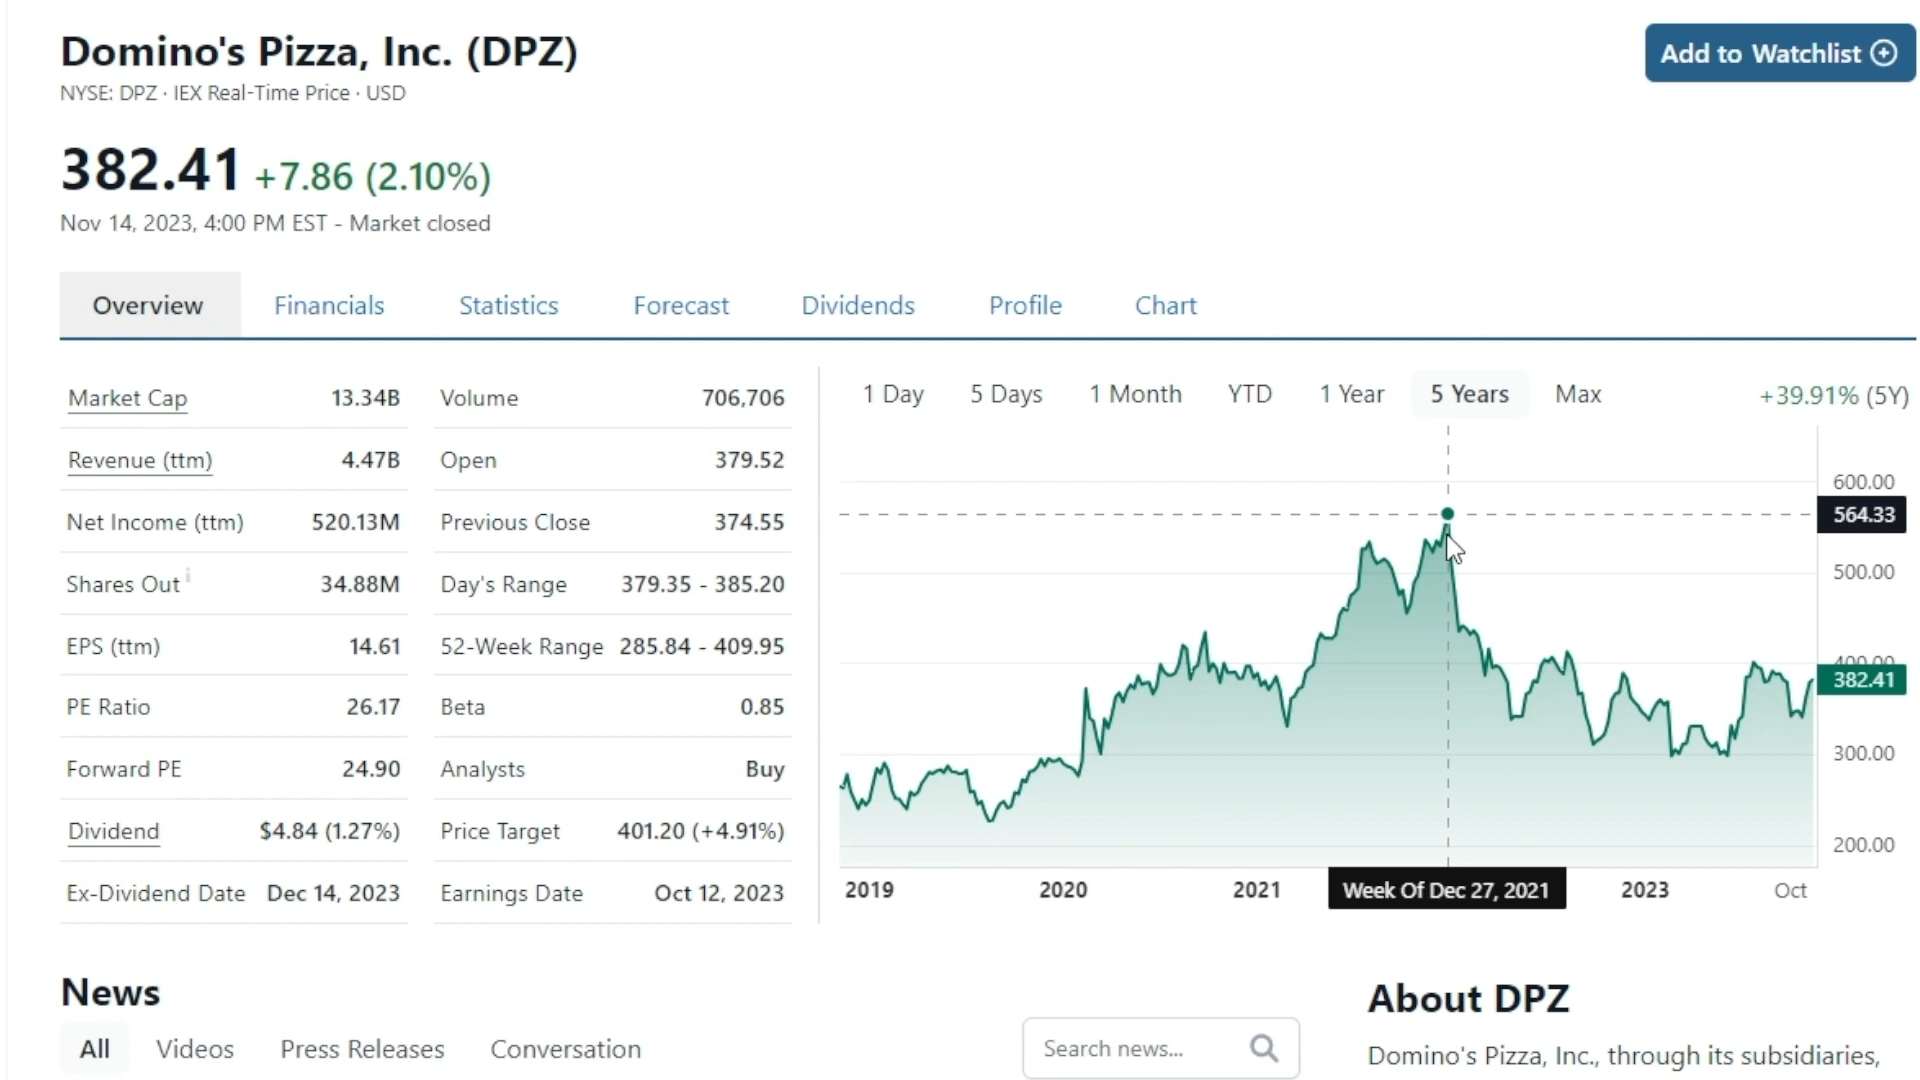 Domino's Pizza, Inc. (DPZ)
Add to Watchlist
NYSE: DPZ · IEX Real-Time Price · USD
382.41 +7.86 (2.10%)
Nov 14, 2023, 4:00 PM EST - Market closed
Overview Financials Statistics Forecast Dividends Profile Chart
Market Cap 13.34B
Revenue (ttm) 4.47B
Net Income (ttm) 520.13M
Shares Out i 34.88M
EPS (ttm) 14.61
PE Ratio 26.17
Forward PE 24.90
Dividend $4.84 (1.27%)
Ex-Dividend Date Dec 14, 2023
Volume 706,706
Open 379.52
Previous Close 374.55
Day's Range 379.35 - 385.20
52-Week Range 285.84 - 409.95
Beta 0.85
Analysts Buy
Price Target 401.20 (+4.91%)
Earnings Date Oct 12, 2023
1 Day 5 Days 1 Month YTD 1 Year 5 Years Max +39.91% (5Y)
600.00
564.33
500.00
400.00
382.41
300.00
200.00
2019 2020 2021 Week Of Dec 27, 2021 2023 Oct
News
All Videos Press Releases Conversation
Search news...
About DPZ
Domino's Pizza, Inc., through its subsidiaries,